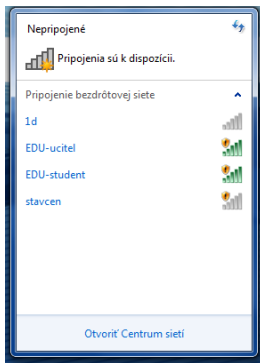 Nepripojené
Pripojenia sú k dispozícii.
Pripojenie bezdrôtovej siete
1d
EDU-ucitel
EDU-student
stavcen
Otvoriť Centrum sietí